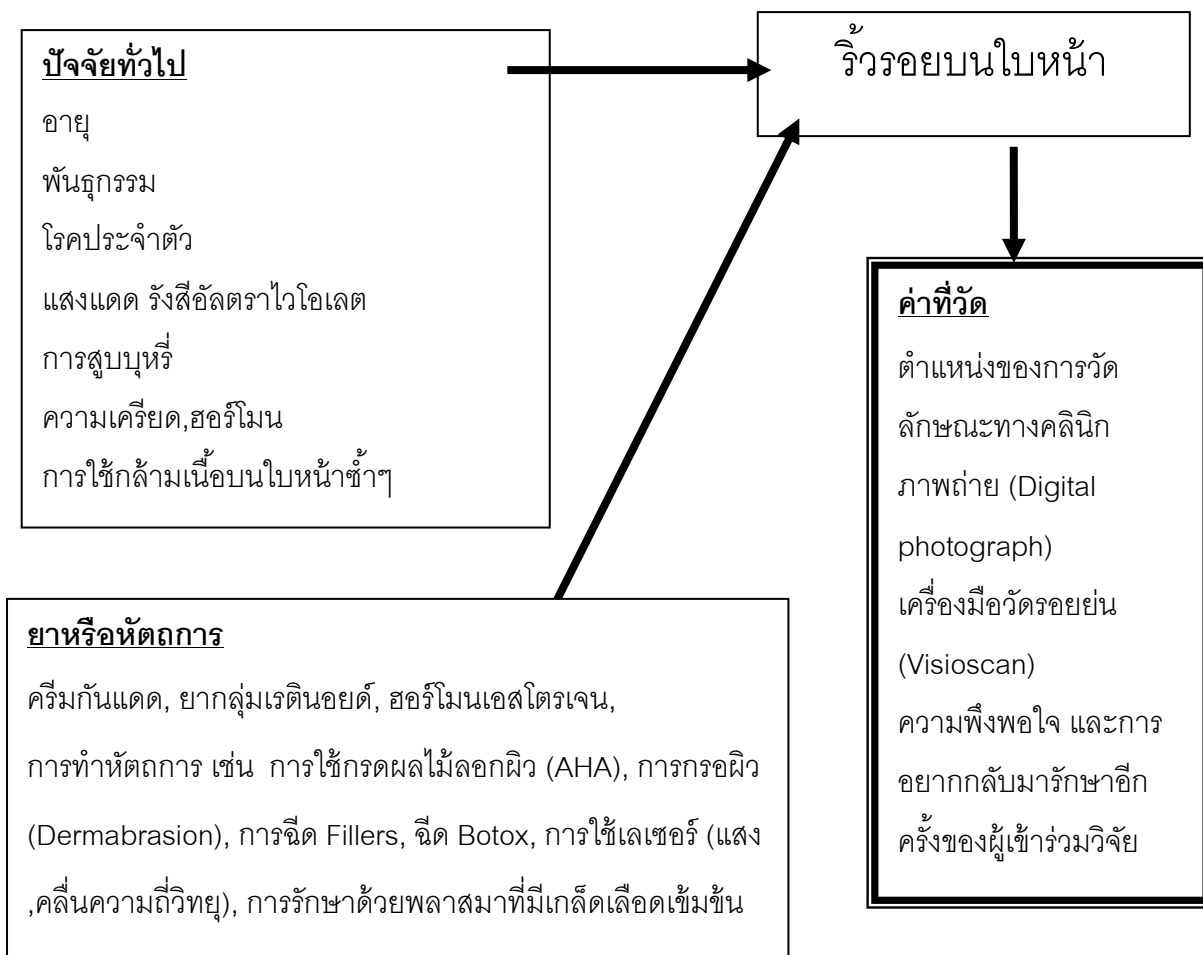 ปัจจัยทั่วไป
อายุ
พันธุกรรม
โรคประจำตัว
แสงแดด รังสีอัลตราไวโอเลต
การสูบบุหรี่
ความเครียด,ฮอร์โมน
การใช้กล้ามเนื้อบนใบหน้าซ้ำๆ
ริ้วรอยบนใบหน้า
ยาหรือหัตถการ
ครีมกันแดด, ยากลุ่มเรตินอยด์, ฮอร์โมนเอสโตรเจน,
การทำหัตถการ เช่น การใช้กรดผลไม้ลอกผิว (AHA), การกรอผิว
(Dermabrasion), การฉีด Fillers, ฉีด Botox, การใช้เลเซอร์ (แสง
,คลื่นความถี่วิทยุ), การรักษาด้วยพลาสมาที่มีเกล็ดเลือดเข้มข้น
ค่าที่วัด
ตำแหน่งของการวัด
ลักษณะทางคลินิก
ภาพถ่าย (Digital
photograph)
เครื่องมือวัดรอยย่น
(Visioscan)
ความพึงพอใจ และการ
อยากกลับมารักษาอีก
ครั้งของผู้เข้าร่วมวิจัย